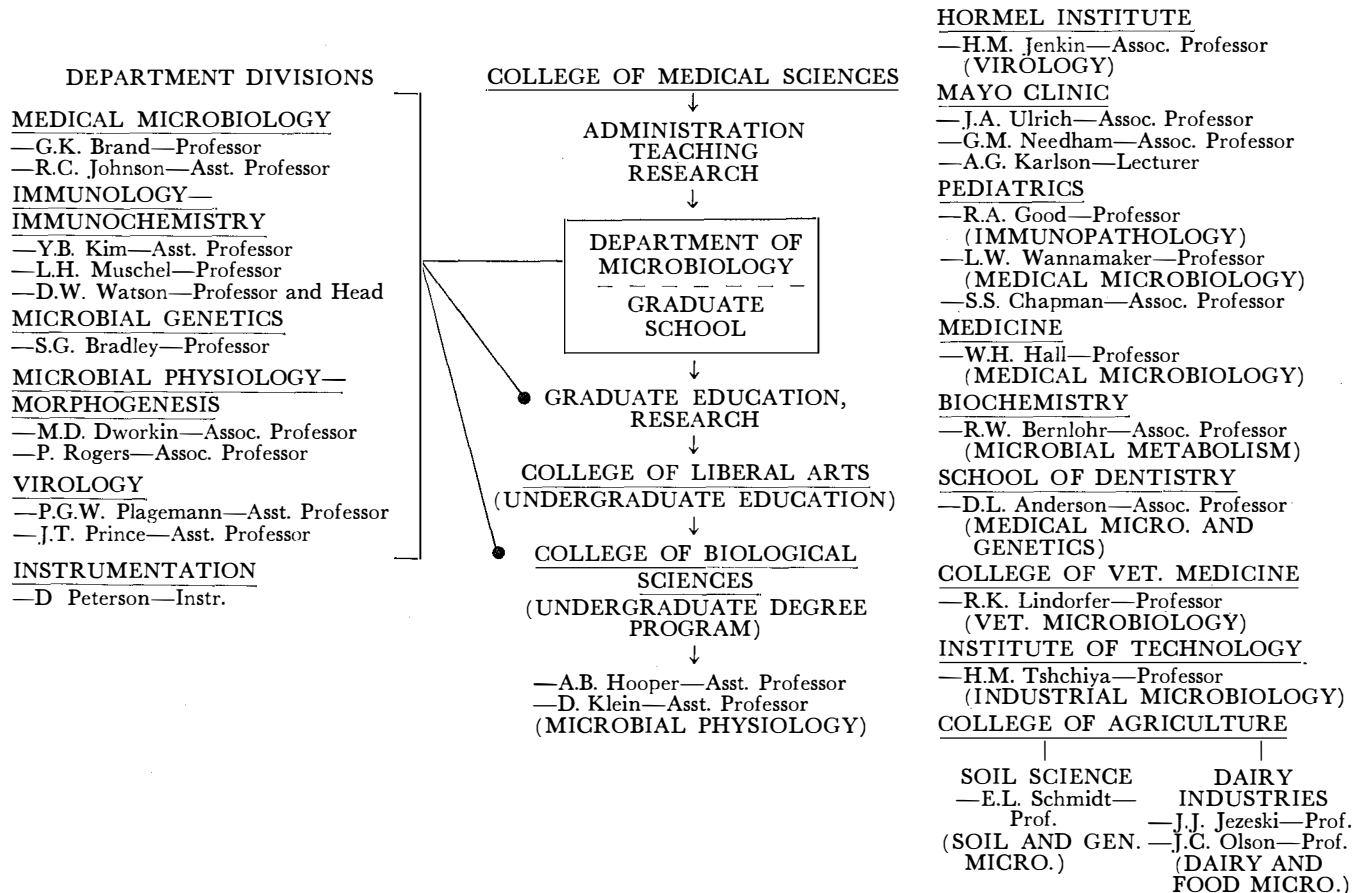 DEPARTMENT DIVISIONS
MEDICAL MICROBIOLOGY
—G.K. Brand—Professor
—R.C. Johnson—Asst. Professor
IMMUNOLOGY—
IMMUNOCHEMISTRY
—Y.B. Kim—Asst. Professor
—L.H. Muschel—Professor
—D.W. Watson—Professor and Head
MICROBIAL GENETICS
—S.G. Bradley—Professor
MICROBIAL PHYSIOLOGY—
MORPHOGENESIS
—M.D. Dworkin—Assoc. Professor
—P. Rogers—Assoc. Professor
VIROLOGY
—P.G.W. Plagemann—Asst. Professor
—J.T. Prince—Asst. Professor
INSTRUMENTATION
—D Peterson—Instr.
COLLEGE OF MEDICAL SCIENCES
↓
ADMINISTRATION
TEACHING
RESEARCH
↓
DEPARTMENT OF
MICROBIOLOGY
GRADUATE
SCHOOL
↓
GRADUATE EDUCATION,
RESEARCH
↓
COLLEGE OF LIBERAL ARTS
(UNDERGRADUATE EDUCATION)
↓
COLLEGE OF BIOLOGICAL
SCIENCES
(UNDERGRADUATE DEGREE
PROGRAM)
↓
—A.B. Hooper—Asst. Professor
—D. Klein—Asst. Professor
(MICROBIAL PHYSIOLOGY)
HORMEL INSTITUTE
—H.M. Jenkin—Assoc. Professor
(VIROLOGY)
MAYO CLINIC
—J.A. Ulrich—Assoc. Professor
—G.M. Needham—Assoc. Professor
—A.G. Karlson—Lecturer
PEDIATRICS
—R.A. Good—Professor
(IMMUNOPATHOLOGY)
—L.W. Wannamaker—Professor
(MEDICAL MICROBIOLOGY)
—S.S. Chapman—Assoc. Professor
MEDICINE
—W.H. Hall—Professor
(MEDICAL MICROBIOLOGY)
BIOCHEMISTRY
—R.W. Bernlohr—Assoc. Professor
(MICROBIAL METABOLISM)
SCHOOL OF DENTISTRY
—D.L. Anderson—Assoc. Professor
(MEDICAL MICRO. AND
GENETICS)
COLLEGE OF VET. MEDICINE
—R.K. Lindorfer—Professor
(VET. MICROBIOLOGY)
INSTITUTE OF TECHNOLOGY
—H.M. Tshchiya—Professor
(INDUSTRIAL MICROBIOLOGY)
COLLEGE OF AGRICULTURE
SOIL SCIENCE
—E.L. Schmidt—
Prof.
(SOIL AND GEN.
MICRO.)
DAIRY
INDUSTRIES
—J.J. Jezeski—Prof.
—J.C. Olson—Prof.
(DAIRY AND
FOOD MICRO.)